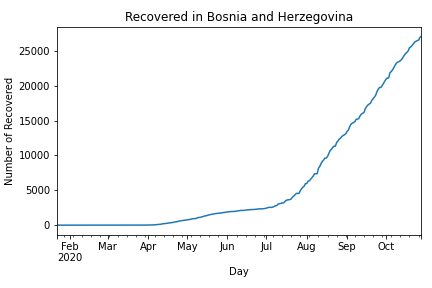 Recovered in Bosnia and Herzegovina
Number of Recovered
25000
20000
15000
10000
5000
0
Feb Mar Apr May Jun Jul Aug Sep Oct
2020
Day